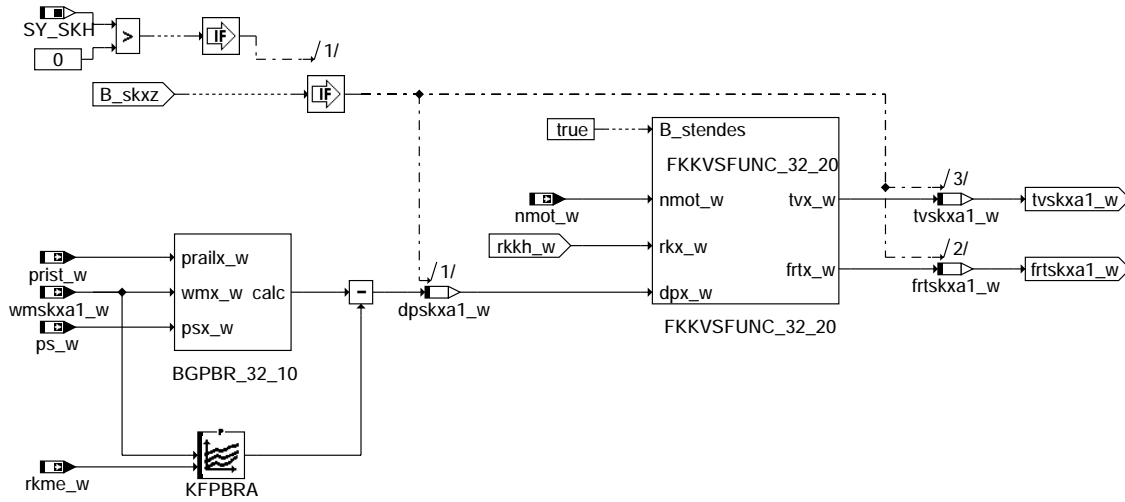 SY_SKH
>
IF
/1/
0
B_skxz
IF
true
B_stendes
FKKVSFUNC_32_20
/3/
nmot_w
nmot_w
tvx_w
tvskxa1_w
tvskxa1_w
rkkh_w
rkx_w
/2/
prist_w
prailx_w
/1/
frtx_w
frtskxa1_w
frtskxa1_w
wmskxa1_w
wmx_w
calc
-
dpskxa1_w
dpx_w
ps_w
psx_w
FKKVSFUNC_32_20
BGPBR_32_10
P
rkme_w
KFPBRA